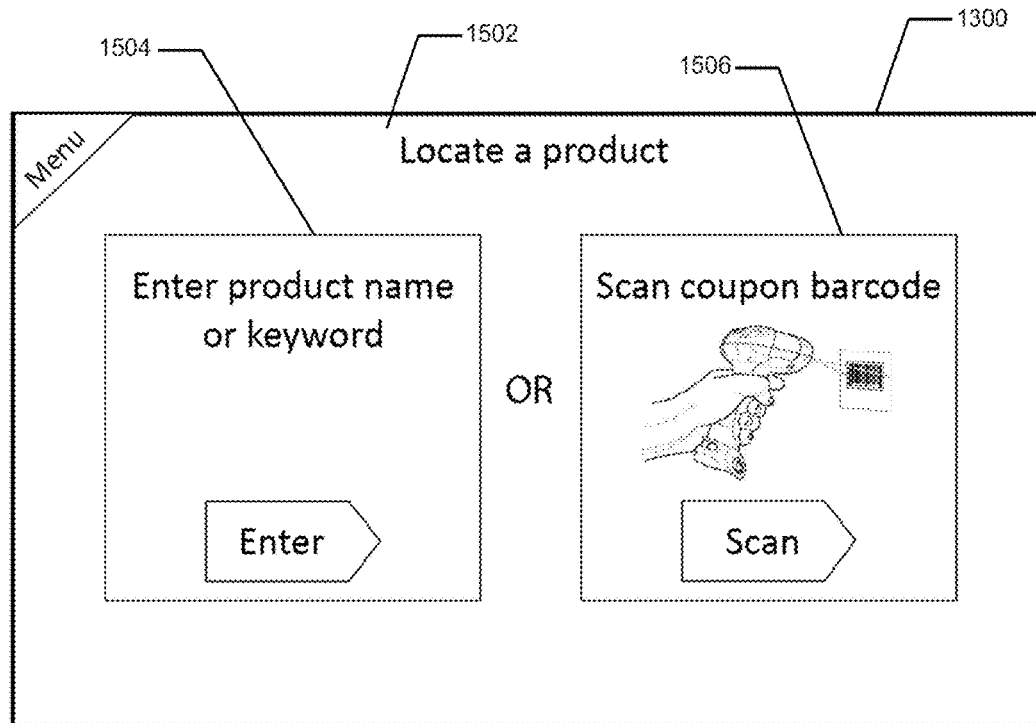 1504
1502
1506
1300
Menu
Locate a product
Enter product name
or keyword
OR
Scan coupon barcode
Enter
Scan